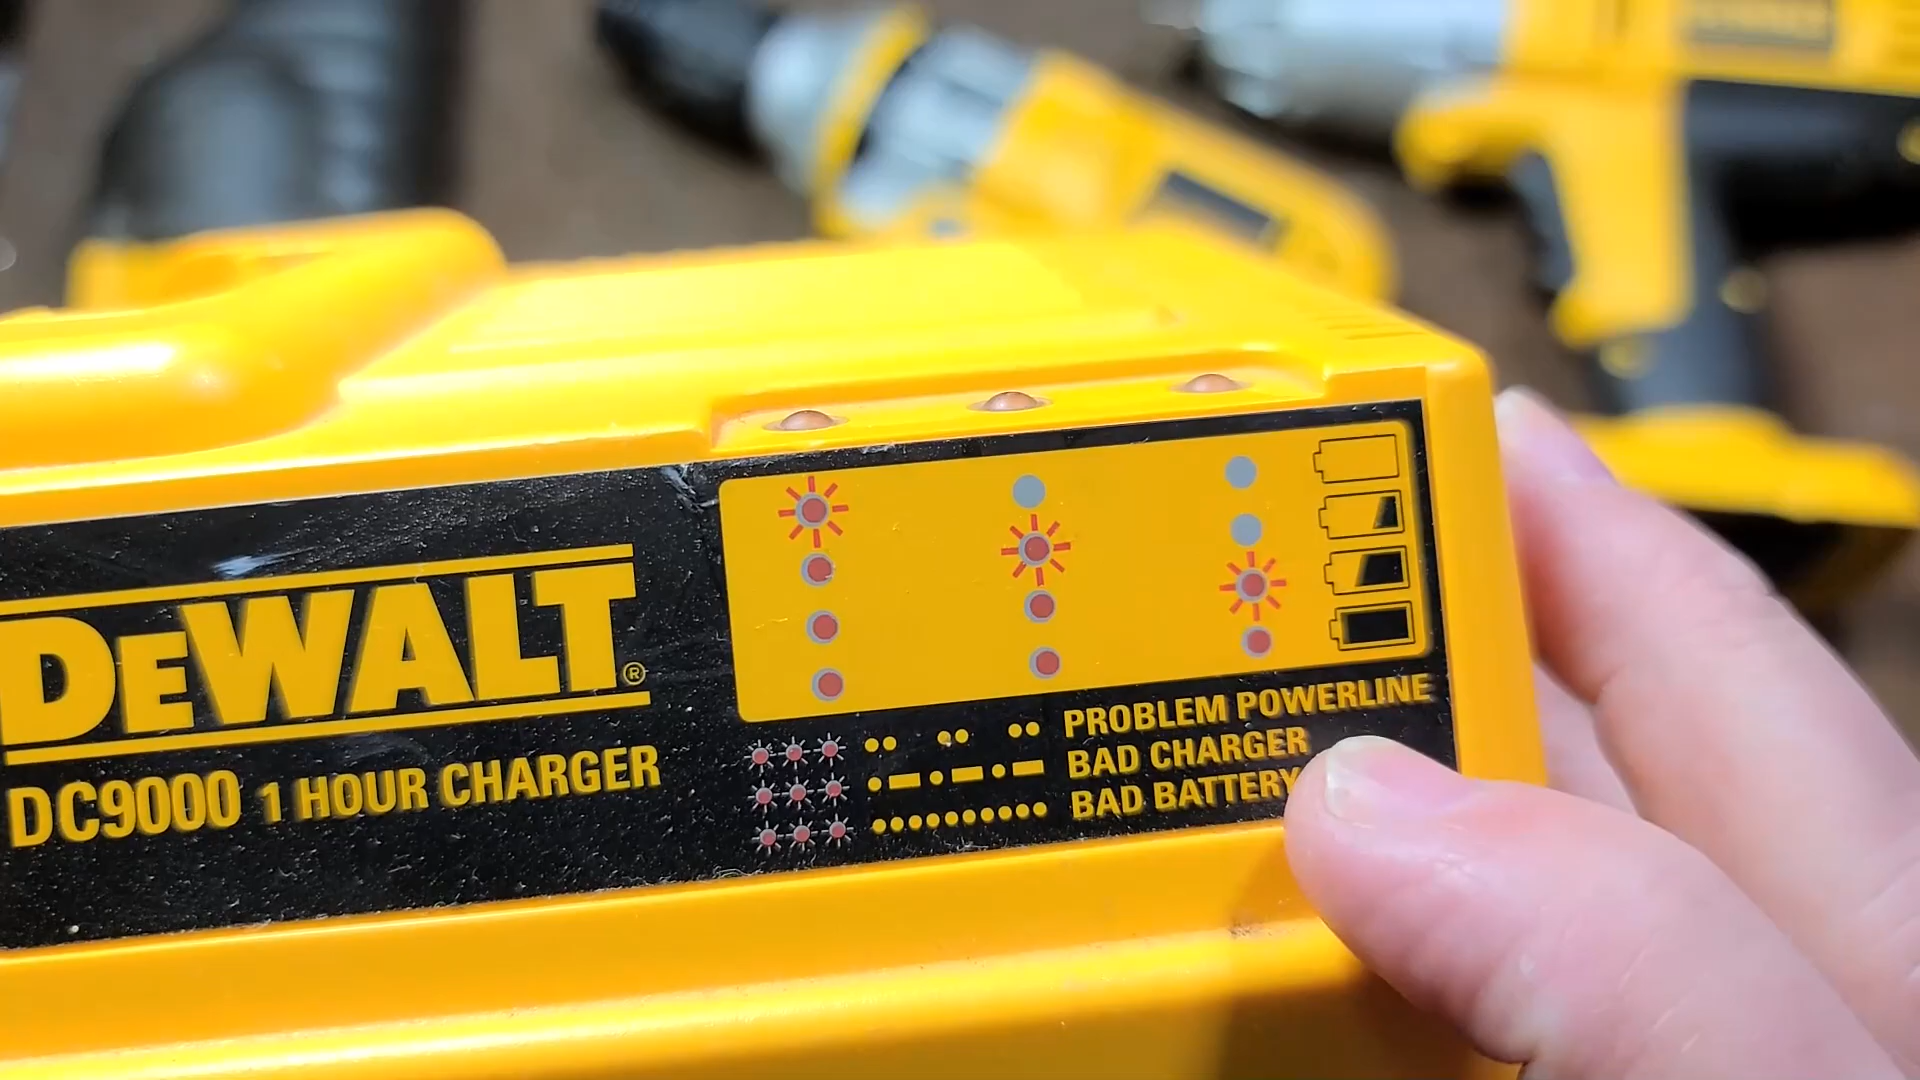 DEWALT®
DC9000 1 HOUR CHARGER
PROBLEM POWERLINE
BAD CHARGER
BAD BATTERY